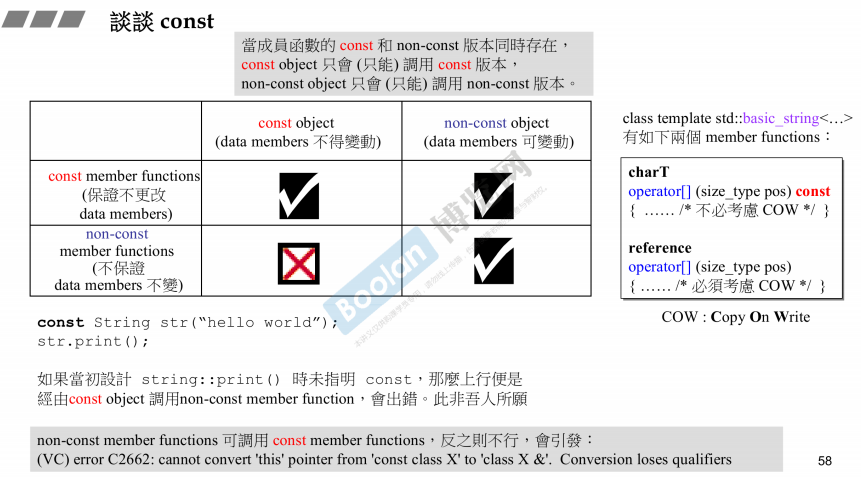 談談 const
當成員函數的 const 和 non-const 版本同時存在，
const object 只會 (只能) 調用 const 版本，
non-const object 只會 (只能) 調用 non-const 版本。
const object
(data members 不得變動)
non-const object
(data members 可變動)
const member functions
(保證不更改
data members)
non-const
member functions
(不保證
data members 不變)
class template std::basic_string<…>
有如下兩個 member functions：
charT
operator[] (size_type pos) const
{ …… /* 不必考慮 COW */ }
reference
operator[] (size_type pos)
{ …… /* 必須考慮 COW */ }
COW : Copy On Write
const String str(“hello world”);
str.print();
如果當初設計 string::print() 時未指明 const，那麼上行便是
經由const object 調用non-const member function，會出錯。此非吾人所願
non-const member functions 可調用 const member functions，反之則不行，會引發：
(VC) error C2662: cannot convert 'this' pointer from 'const class X' to 'class X &'. Conversion loses qualifiers
58
Boolan
博览网